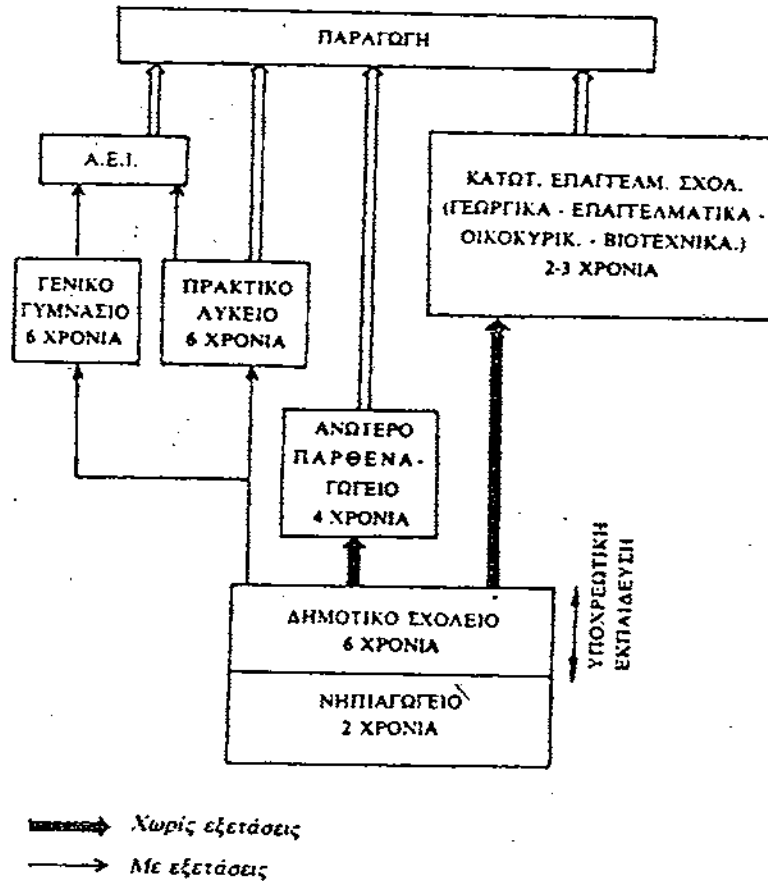 ΠΑΡΑΓΩΓΗ
Α.Ε.Ι.
ΓΕΝΙΚΟ
ΓΥΜΝΑΣΙΟ
6 ΧΡΟΝΙΑ
ΠΡΑΚΤΙΚΟ
ΛΥΚΕΙΟ
6 ΧΡΟΝΙΑ
ΚΑΤΩΤ. ΕΠΑΓΓΕΛΜ. ΣΧΟΛ.
(ΓΕΩΡΓΙΚΑ - ΕΠΑΓΓΕΛΜΑΤΙΚΑ -
ΟΙΚΟΚΥΡΙΚ. - ΒΙΟΤΕΧΝΙΚΑ.)
2-3 ΧΡΟΝΙΑ
ΑΝΩΤΕΡΟ
ΠΑΡΘΕΝΑ-
ΓΩΓΕΙΟ
4 ΧΡΟΝΙΑ
ΔΗΜΟΤΙΚΟ ΣΧΟΛΕΙΟ
6 ΧΡΟΝΙΑ
ΝΗΠΙΑΓΩΓΕΙΟ
2 ΧΡΟΝΙΑ
ΥΠΟΧΡΕΩΤΙΚΗ
ΕΚΠΑΙΔΕΥΣΗ
Χωρίς εξετάσεις
Με εξετάσεις